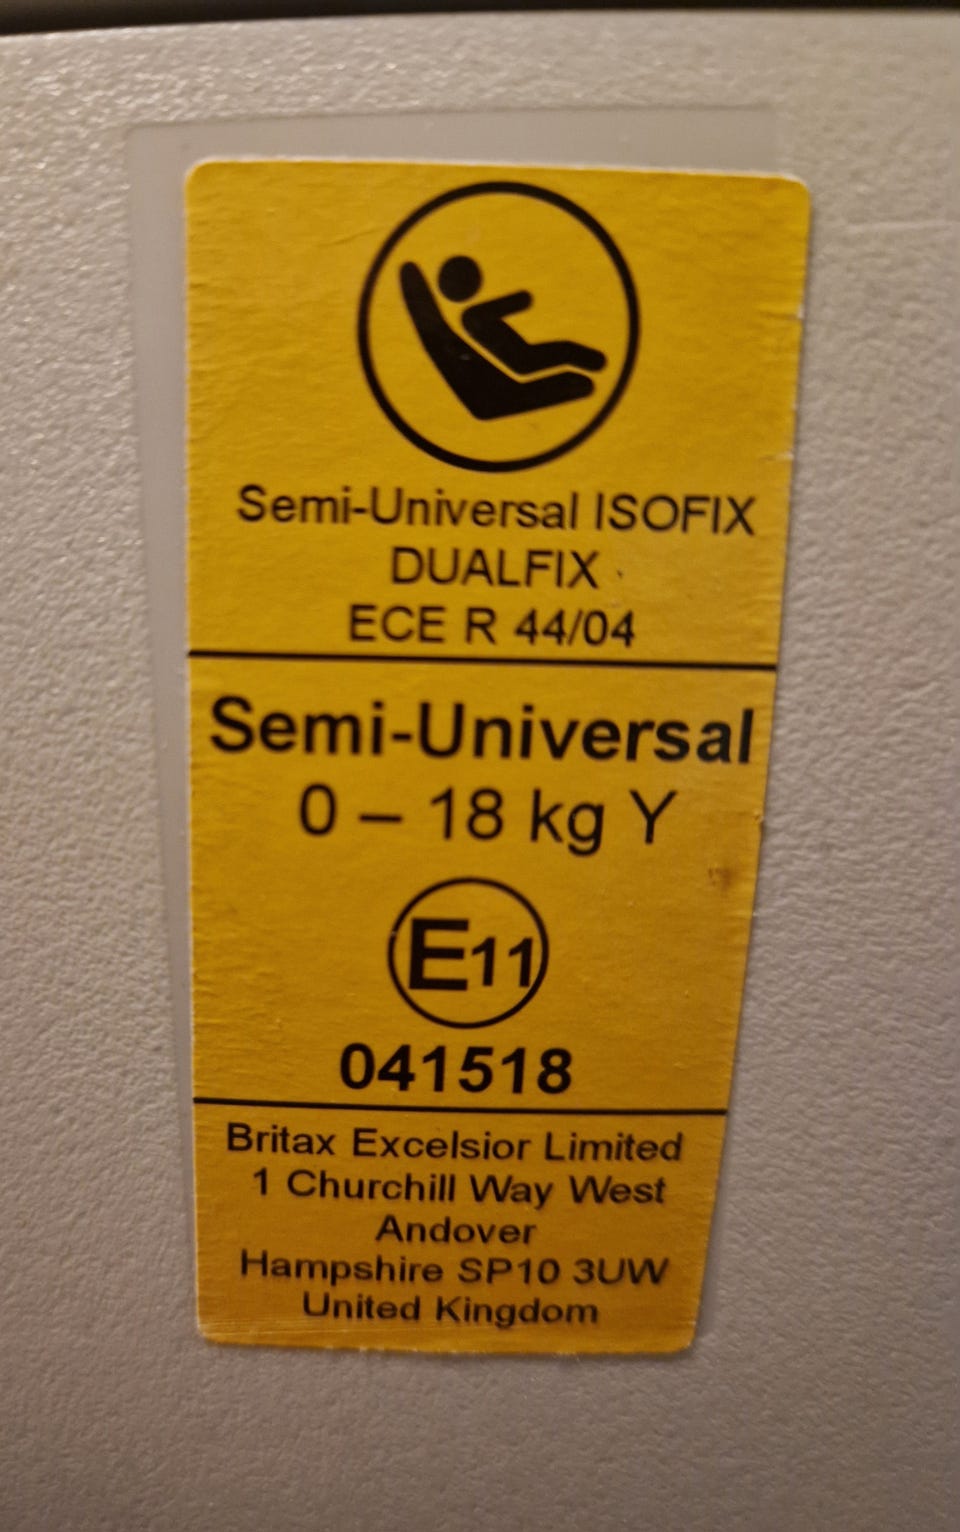 Semi-Universal ISOFIX
DUALFIX
ECE R 44/04
Semi-Universal
0 – 18 kg Y
E11
041518
Britax Excelsior Limited
1 Churchill Way West
Andover
Hampshire SP10 3UW
United Kingdom